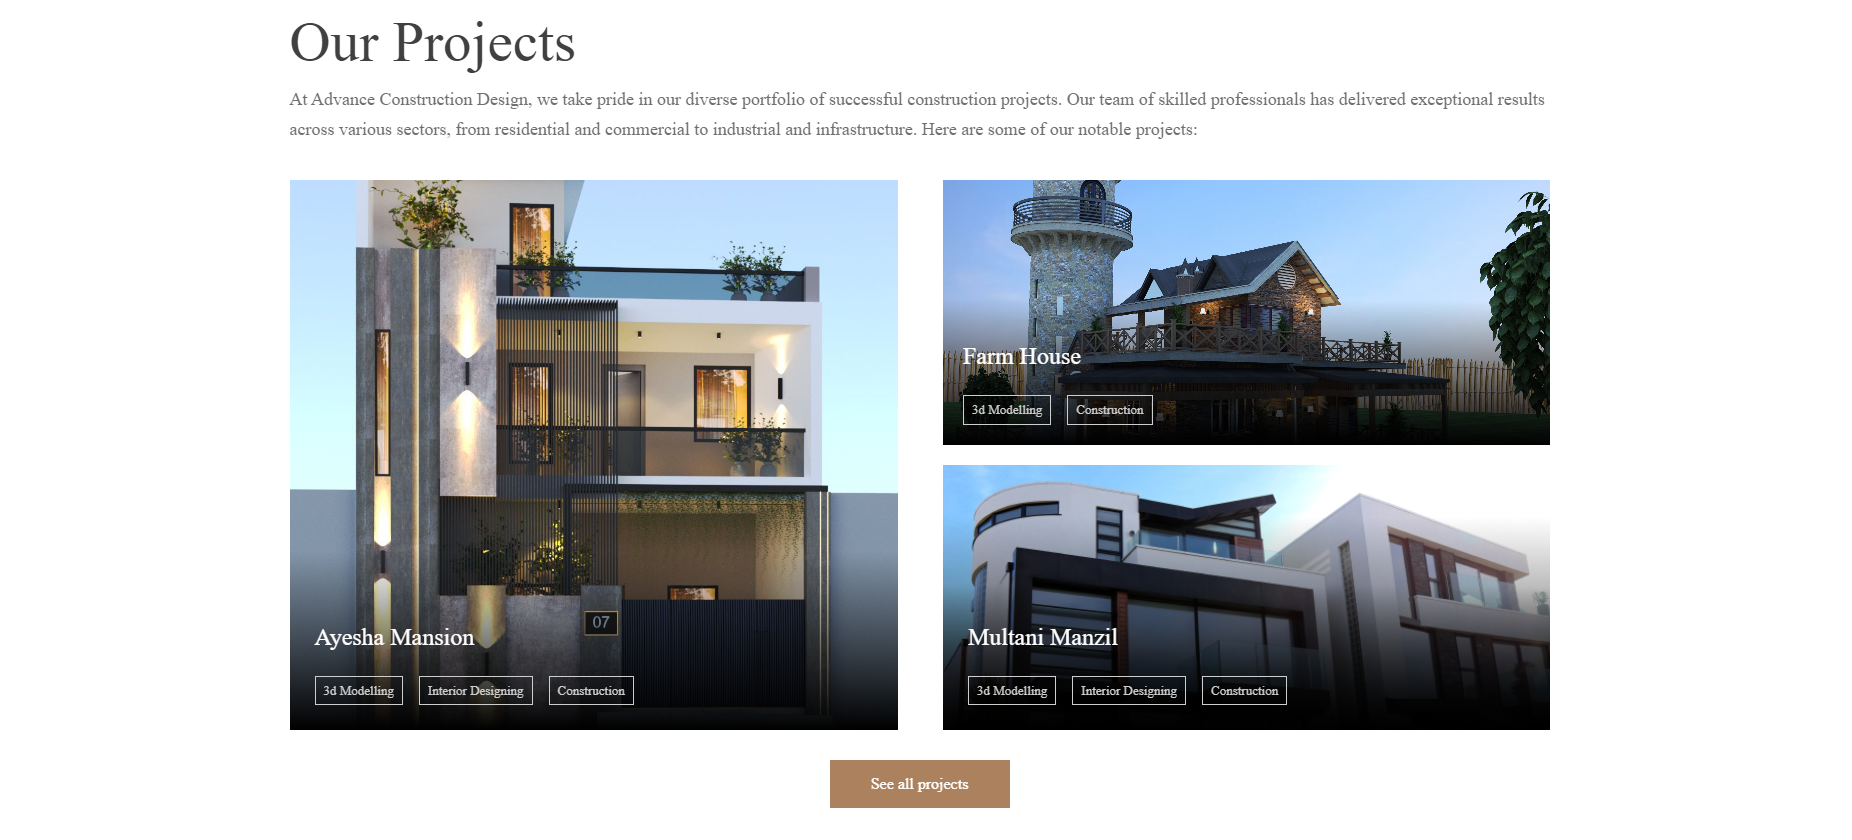 Our Projects
At Advance Construction Design, we take pride in our diverse portfolio of successful construction projects. Our team of skilled professionals has delivered exceptional results
across various sectors, from residential and commercial to industrial and infrastructure. Here are some of our notable projects:
07
Ayesha Mansion
3d Modelling
Interior Designing
Construction
Farm House
3d Modelling
Construction
Multani Manzil
3d Modelling
Interior Designing
Construction
See all projects